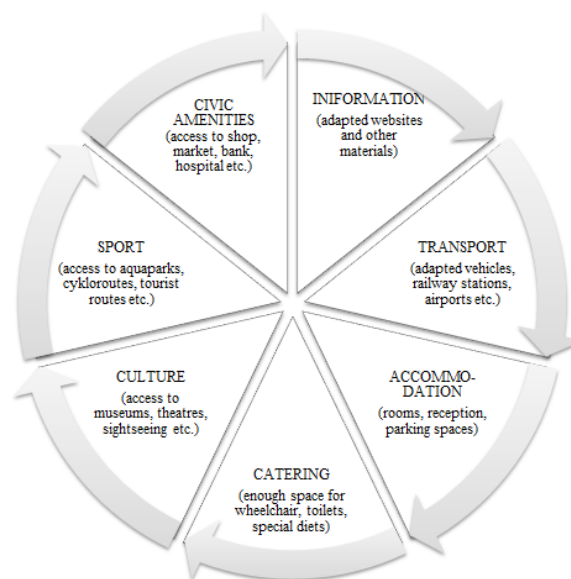 CIVIC
AMENITIES
(access to shop,
market, bank,
hospital etc.)
INIFORMATION
(adapted websites
and other
materials)
TRANSPORT
(adapted vehicles,
railway stations,
airports etc.)
ACCOMMO-
DATION
(rooms, reception,
parking spaces)
CATERING
(enough space for
wheelchair, toilets,
special diets)
CULTURE
(access to
museums, theatres,
sightseeing etc.)
SPORT
(access to aquaparks,
cykloroutes, tourist
routes etc.)